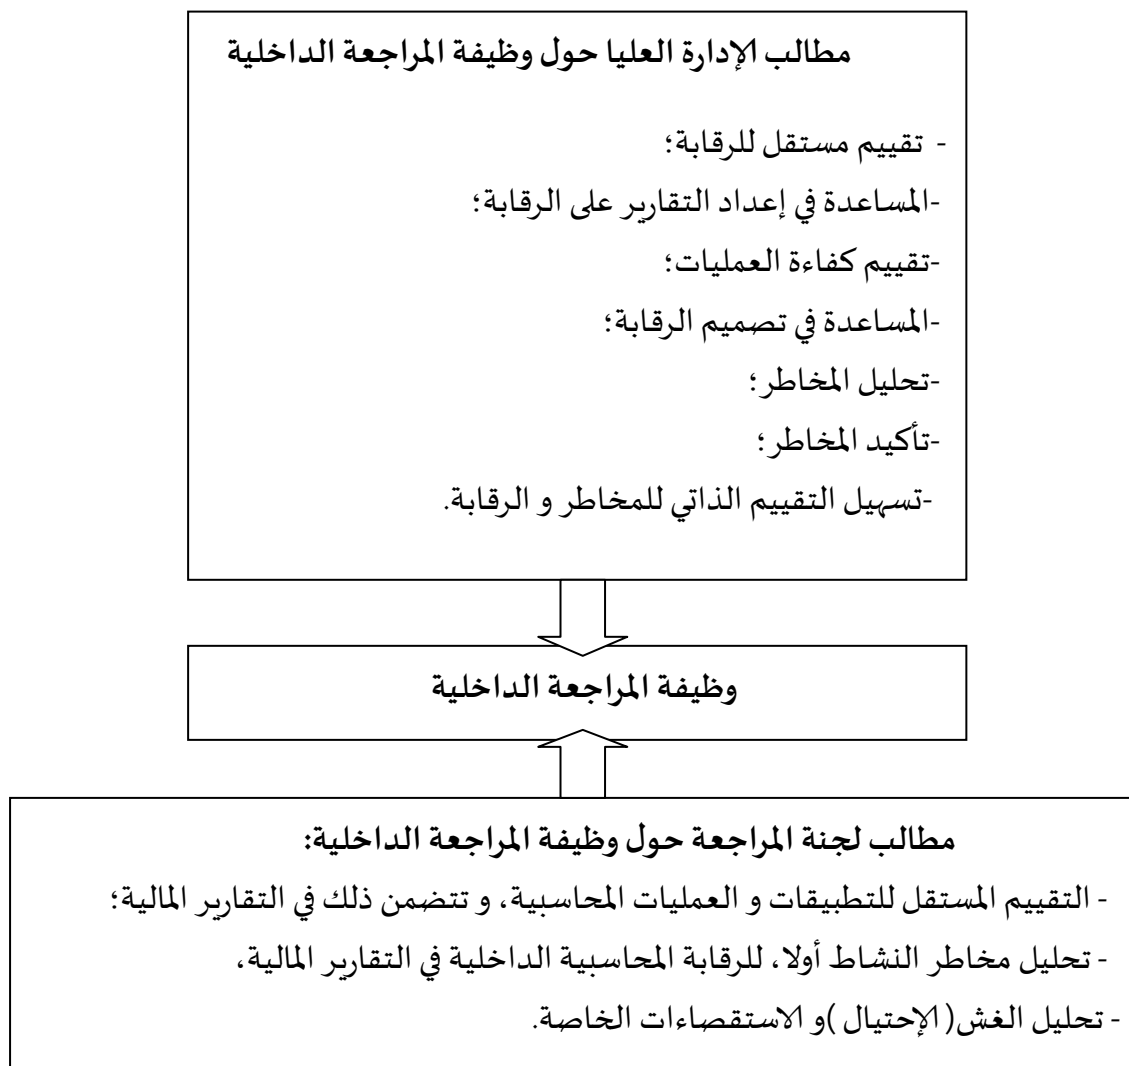 مطالب الإدارة العليا حول وظيفة المراجعة الداخلية
- تقييم مستقل للرقابة؛
-المساعدة في إعداد التقارير على الرقابة؛
-تقييم كفاءة العمليات؛
-المساعدة في تصميم الرقابة؛
-تحليل المخاطر؛
-تأكيد المخاطر؛
-تسهيل التقييم الذاتي للمخاطر و الرقابة.
وظيفة المراجعة الداخلية
مطالب لجنة المراجعة حول وظيفة المراجعة الداخلية:
- التقييم المستقل للتطبيقات و العمليات المحاسبية، و تتضمن ذلك في التقارير المالية؛
- تحليل مخاطر النشاط أولا، للرقابة المحاسبية الداخلية في التقارير المالية،
- تحليل الغش( الإحتيال )و الاستقصاءات الخاصة.